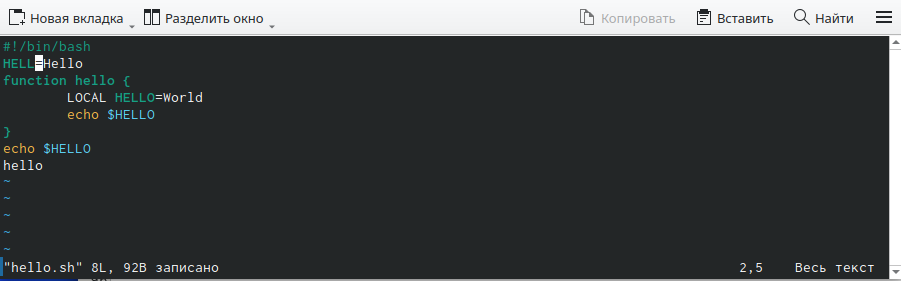 Новая вкладка Разделить окно Копировать Вставить Найти
#!/bin/bash
HELL=Hello
function hello {
LOCAL HELLO=World
echo $HELLO
}
echo $HELLO
hello
~
~
~
~
~
"hello.sh" 8L, 92B записано 2,5 Весь текст